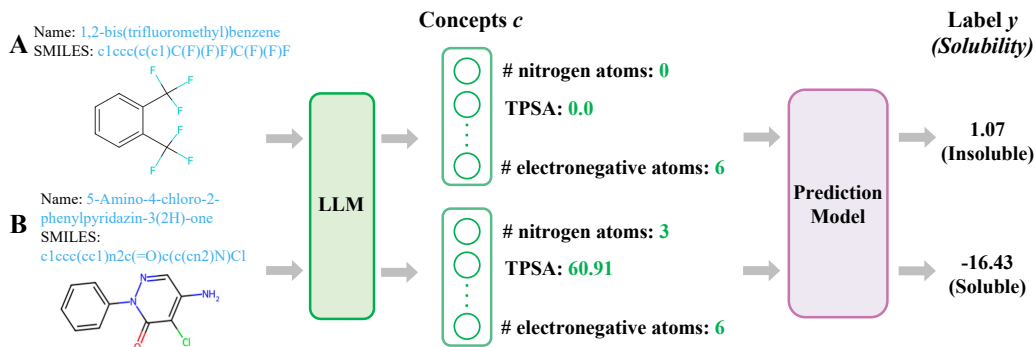 Concepts c
Label y
(Solubility)
A
Name: 1,2-bis(trifluoromethyl)benzene
SMILES: c1ccc(c(c1)C(F)(F)F)C(F)(F)F
F
F
F
F
F
F
# nitrogen atoms: 0
TPSA: 0.0
# electronegative atoms: 6
1.07
(Insoluble)
LLM
Prediction
Model
B
Name: 5-Amino-4-chloro-2-
phenylpyridazin-3(2H)-one
SMILES:
c1ccc(cc1)n2c(=O)c(c(cn2)N)Cl
N
N
NH2
O
Cl
# nitrogen atoms: 3
TPSA: 60.91
# electronegative atoms: 6
-16.43
(Soluble)